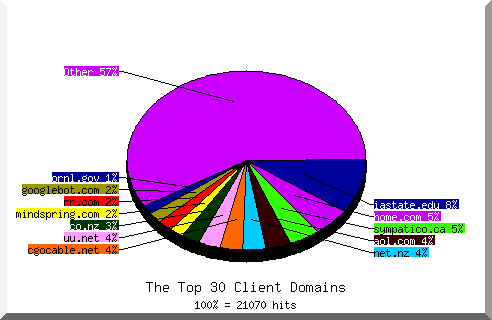 Other 57%
ornl.gov 1%
googlebot.com 2%
rr.com 2%
mindspring.com 2%
co.nz 3%
uu.net 4%
cgocable.net 4%
iastate.edu 8%
home.com 5%
sympatico.ca 5%
aol.com 4%
net.nz 4%
The Top 30 Client Domains
100% = 21070 hits